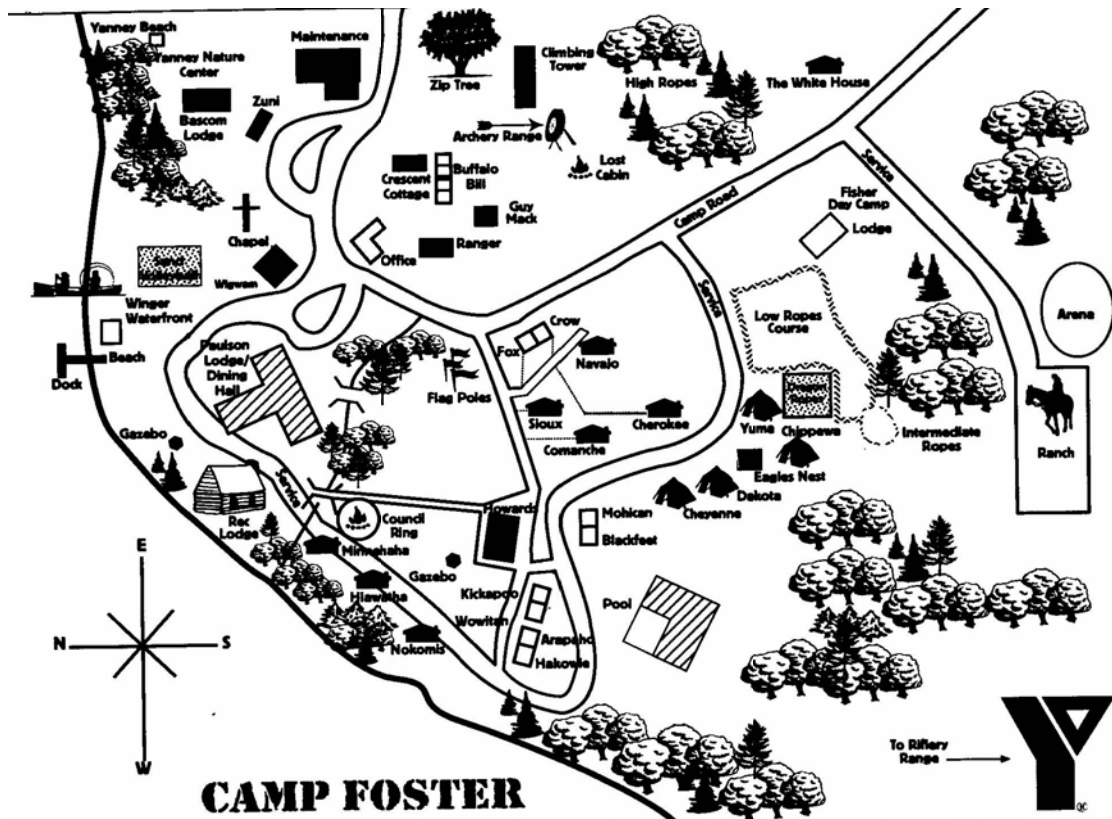 Yanney Beach
Yanney Nature
Center
Bascom
Lodge
Zuni
Maintenance
Zip Tree
Climbing
Tower
High Ropes
The White House
Archery Range
Lost
Cabin
Crescent
Cottage
Buffalo
Bill
Guy
Mack
Ranger
Office
Chapel
Wigwam
Sand
Winger
Waterfront
Beach
Dock
Camp Road
Service
Fisher
Day Camp
Lodge
Service
Low Ropes
Course
Arena
Ranch
Intermediate
Ropes
Crow
Fox
Navajo
Sioux
Cherokee
Comanche
Flag Poles
Paulson
Lodge/
Dining
Hall
Gazebo
Rec
Lodge
Service
Council
Ring
Minnehaha
Hiawatha
Nokomis
Gazebo
Howards
Kickapoo
Wowitan
Arapaho
Hakowie
Mohican
Blackfeet
Pool
Yuma
Chippewa
Eagles Nest
Dakota
Cheyenne
E
N
S
W
To Riflery
Range
Y
CAMP FOSTER